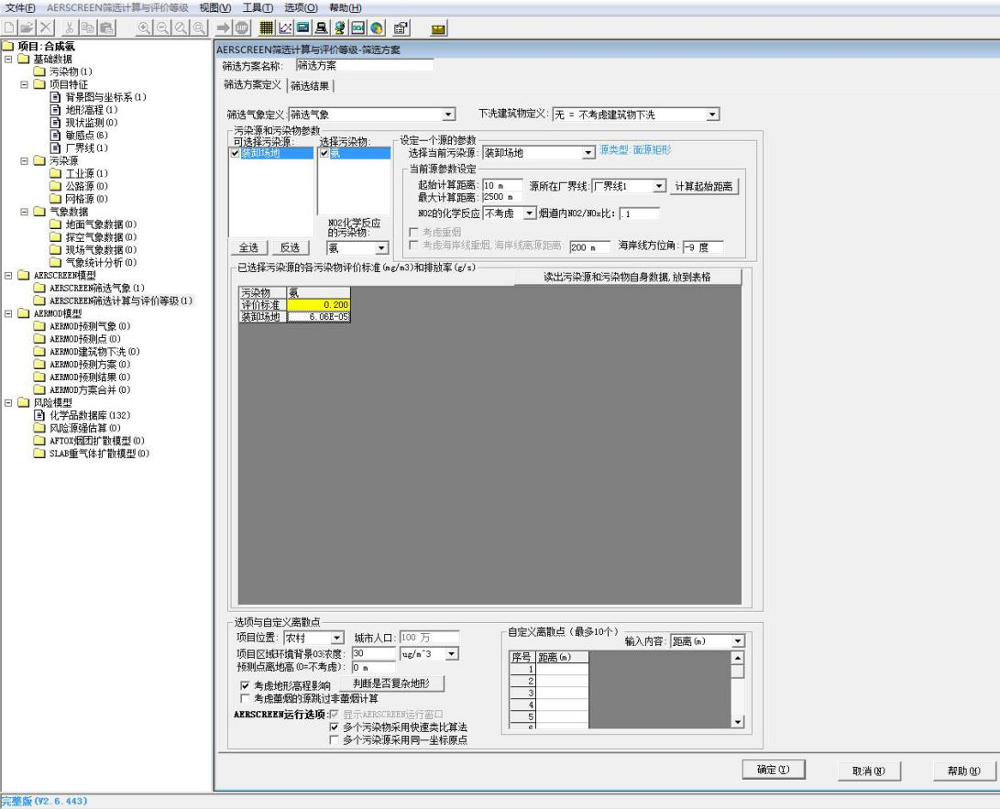 文件(F) AERSCREEN筛选计算与评价等级 视图(V) 工具(T) 选项(O) 帮助(H)
项目:合成氨
基础数据
污染物(1)
项目特征
背景图与坐标系(1)
地形高程(1)
现状监测(0)
敏感点(6)
厂界线(1)
污染源
工业源(1)
公路源(0)
网格源(0)
气象数据
地面气象数据(0)
探空气象数据(0)
现场气象数据(0)
气象统计分析(0)
AERSCREEN模型
AERSCREEN筛选气象(1)
AERSCREEN筛选计算与评价等级(1)
AERMOD模型
AERMOD预测气象(0)
AERMOD预测点(0)
AERMOD建筑物下洗(0)
AERMOD预测方案(0)
AERMOD预测结果(0)
AERMOD方案合并(0)
风险模型
化学品数据库(132)
风险源强估算(0)
AFTOX烟团扩散模型(0)
SLAB重气体扩散模型(0)
AERSCREEN筛选计算与评价等级-筛选方案
筛选方案名称: 筛选方案
筛选方案定义 筛选结果
筛选气象定义: 筛选气象 下洗建筑物定义: 无 = 不考虑建筑物下洗
污染源和污染物参数
可选择污染源: 选择污染物:
装卸场地 氨
NO2化学反应
的污染物:
全选 反选 氨
设定一个源的参数
选择当前污染源: 装卸场地 源类型: 面源矩形
当前源参数设定
起始计算距离: 10 m 源所在厂界线: 厂界线1 计算起始距离
最大计算距离: 2500 m
NO2的化学反应 不考虑 烟道内NO2/NOx比: .1
考虑重烟
考虑海岸线重烟, 海岸线离源距离: 200 m 海岸线方位角: -9 度
已选择污染源的各污染物评价标准(mg/m3)和排放率(g/s)
读出污染源和污染物自身数据,放到表格
污染物 氨
评价标准 0.200
装卸场地 6.06E-05
选项与自定义离散点
项目位置: 农村 城市人口: 100 万
项目区域环境背景O3浓度: 30 ug/m^3
预测点离地高(0=不考虑): 0 m
考虑地形高程影响 判断是否复杂地形
考虑薰烟的源跳过非薰烟计算
AERSCREEN运行选项: 显示AERSCREEN运行窗口
多个污染物采用快速类比算法
多个污染源采用同一坐标原点
自定义离散点(最多10个)
输入内容: 距离(m)
序号 距离(m)
1
2
3
4
5
6
确定(Y) 取消(N) 帮助(H)
完整版(V2.6.443)